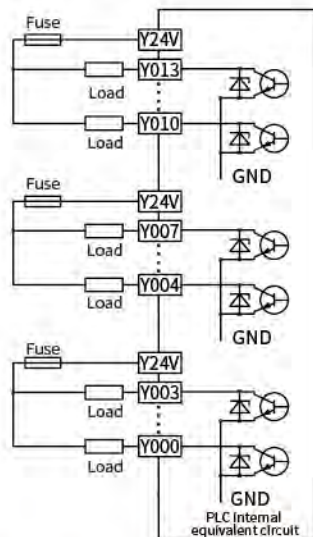 Fuse
Y24V
Y013
Load
Y010
Load
GND
Fuse
Y24V
Y007
Load
Y004
Load
GND
Fuse
Y24V
Y003
Load
Y000
Load
GND
PLC internal
equivalent circuit